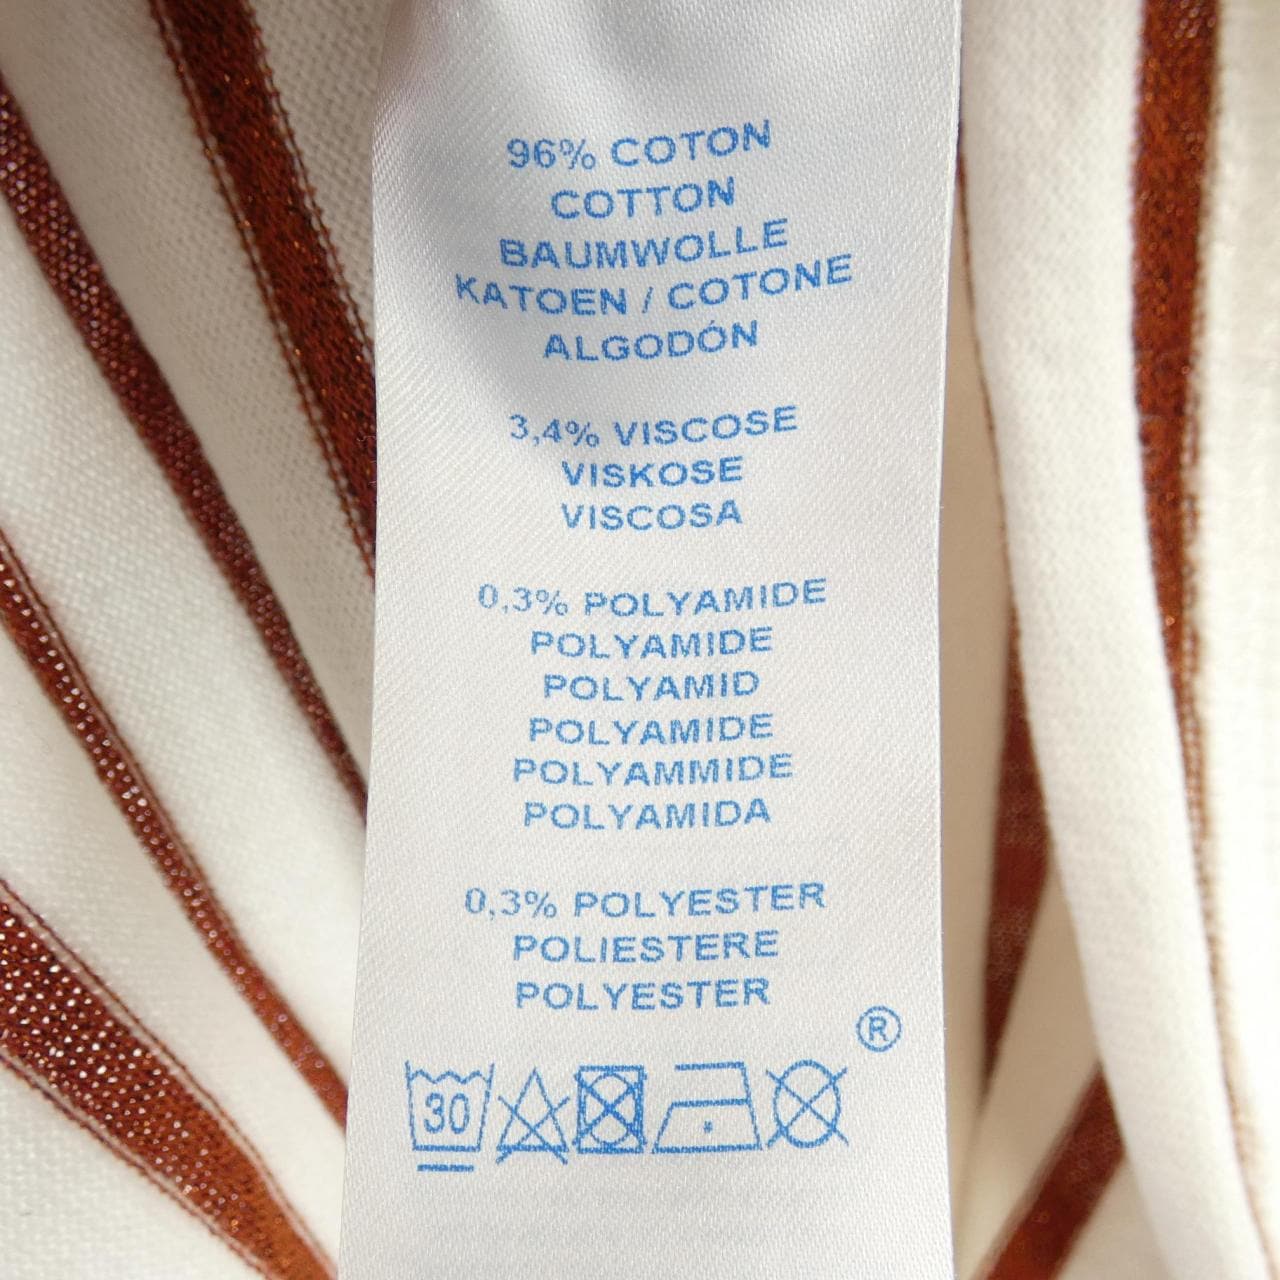 96% COTON
COTTON
BAUMWOLLE
KATOEN / COTONE
ALGODÓN
3,4% VISCOSE
VISKOSE
VISCOSA
0,3% POLYAMIDE
POLYAMIDE
POLYAMID
POLYAMIDE
POLYAMMIDE
POLYAMIDA
0,3% POLYESTER
POLIESTERE
POLYESTER
®
30